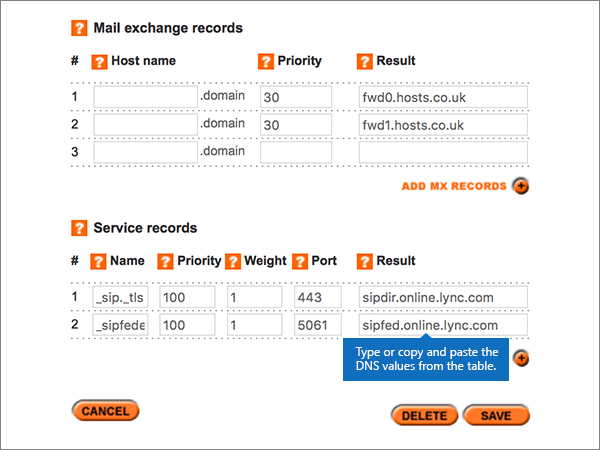 ? Mail exchange records
# ? Host name ? Priority ? Result
1 .domain 30 fwd0.hosts.co.uk
2 .domain 30 fwd1.hosts.co.uk
3 .domain
ADD MX RECORDS +
? Service records
# ? Name ? Priority ? Weight ? Port ? Result
1 _sip._tls 100 1 443 sipdir.online.lync.com
2 _sipfede 100 1 5061 sipfed.online.lync.com
Type or copy and paste the
DNS values from the table.
+
CANCEL DELETE SAVE